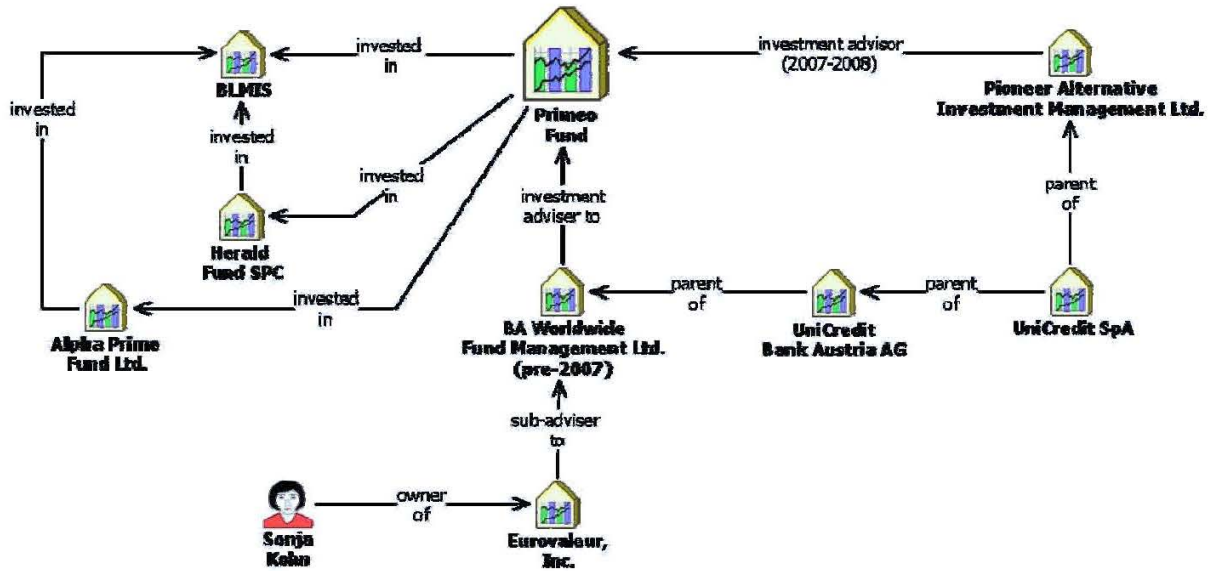 invested
in
investment advisor
(2007-2008)
BLMIS
Primeo
Fund
Pioneer Alternative
Investment Management Ltd.
invested
in
invested
in
invested
in
investment
adviser to
parent
of
Herald
Fund SPC
invested
in
parent
of
parent
of
Alpha Prime
Fund Ltd.
BA Worldwide
Fund Management Ltd.
(pre-2007)
UniCredit
Bank Austria AG
UniCredit SpA
sub-adviser
to
owner
of
Sonja
Kohn
Eurovaleur,
Inc.